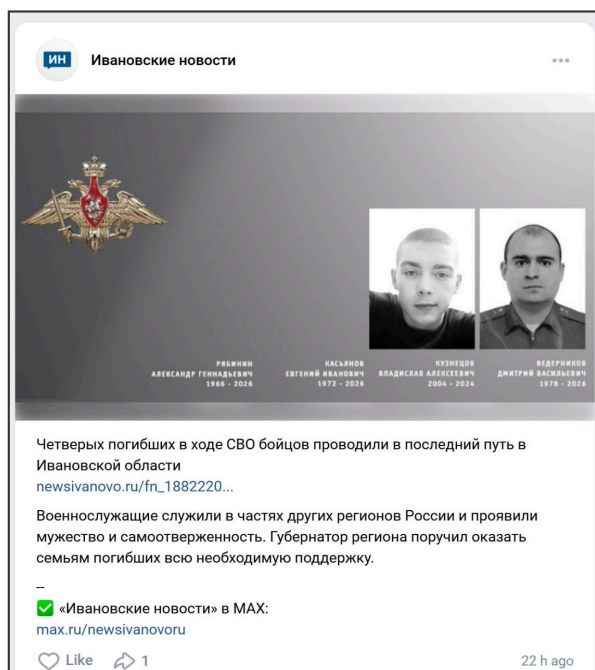 ИН
Ивановские новости
РЯБИНИН
АЛЕКСАНДР ГЕННАДЬЕВИЧ
1966 - 2026
КАСЬЯНОВ
ЕВГЕНИЙ ИВАНОВИЧ
1972 - 2026
КУЗНЕЦОВ
ВЛАДИСЛАВ АЛЕКСЕЕВИЧ
2004 - 2024
ВЕДЕРНИКОВ
ДМИТРИЙ ВАСИЛЬЕВИЧ
1978 - 2026
Четверых погибших в ходе СВО бойцов проводили в последний путь в
Ивановской области
newsivanovo.ru/fn_1882220...
Военнослужащие служили в частях других регионов России и проявили
мужество и самоотверженность. Губернатор региона поручил оказать
семьям погибших всю необходимую поддержку.
--
«Ивановские новости» в MAX:
max.ru/newsivanovoru
Like 1 22 h ago